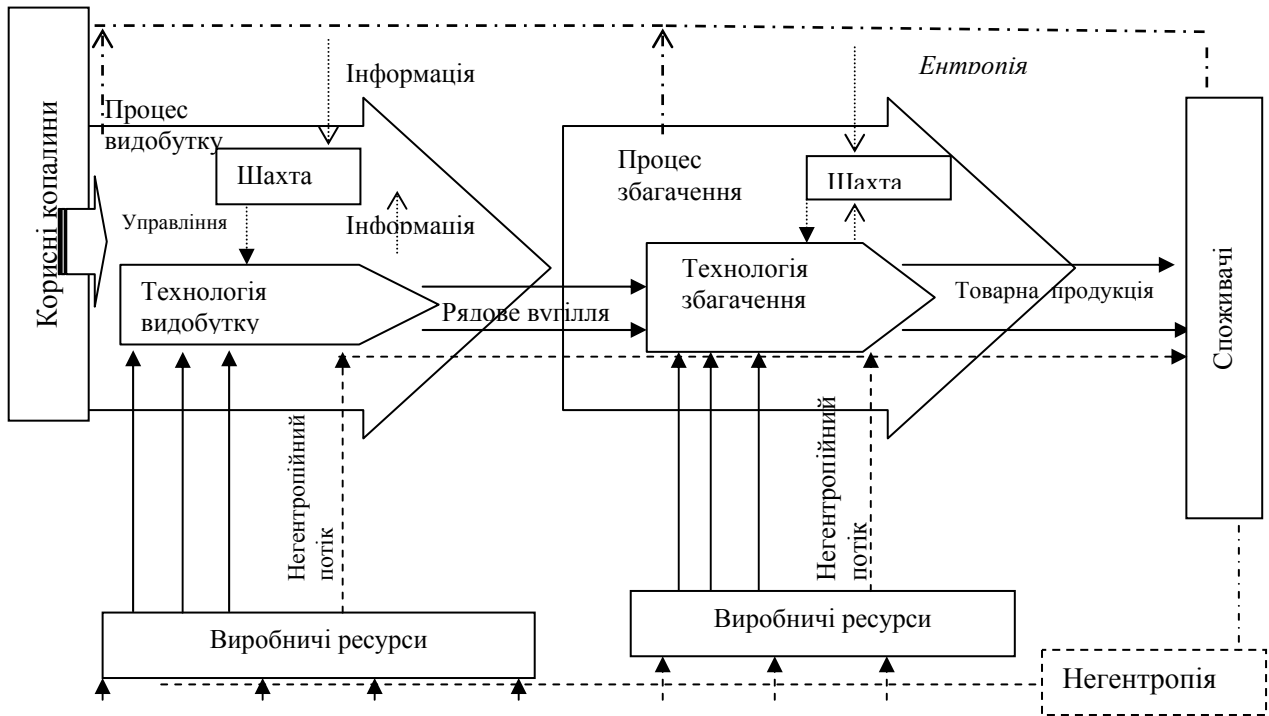 Корисні копалини
Інформація
Ентропія
Процес
видобутку
Процес
збагачення
Шахта
Шахта
Управління
Інформація
Технологія
видобутку
Рядове вугілля
Технологія
збагачення
Товарна продукція
Споживачі
Негентропійний
потік
Негентропійний
потік
Виробничі ресурси
Виробничі ресурси
Негентропія